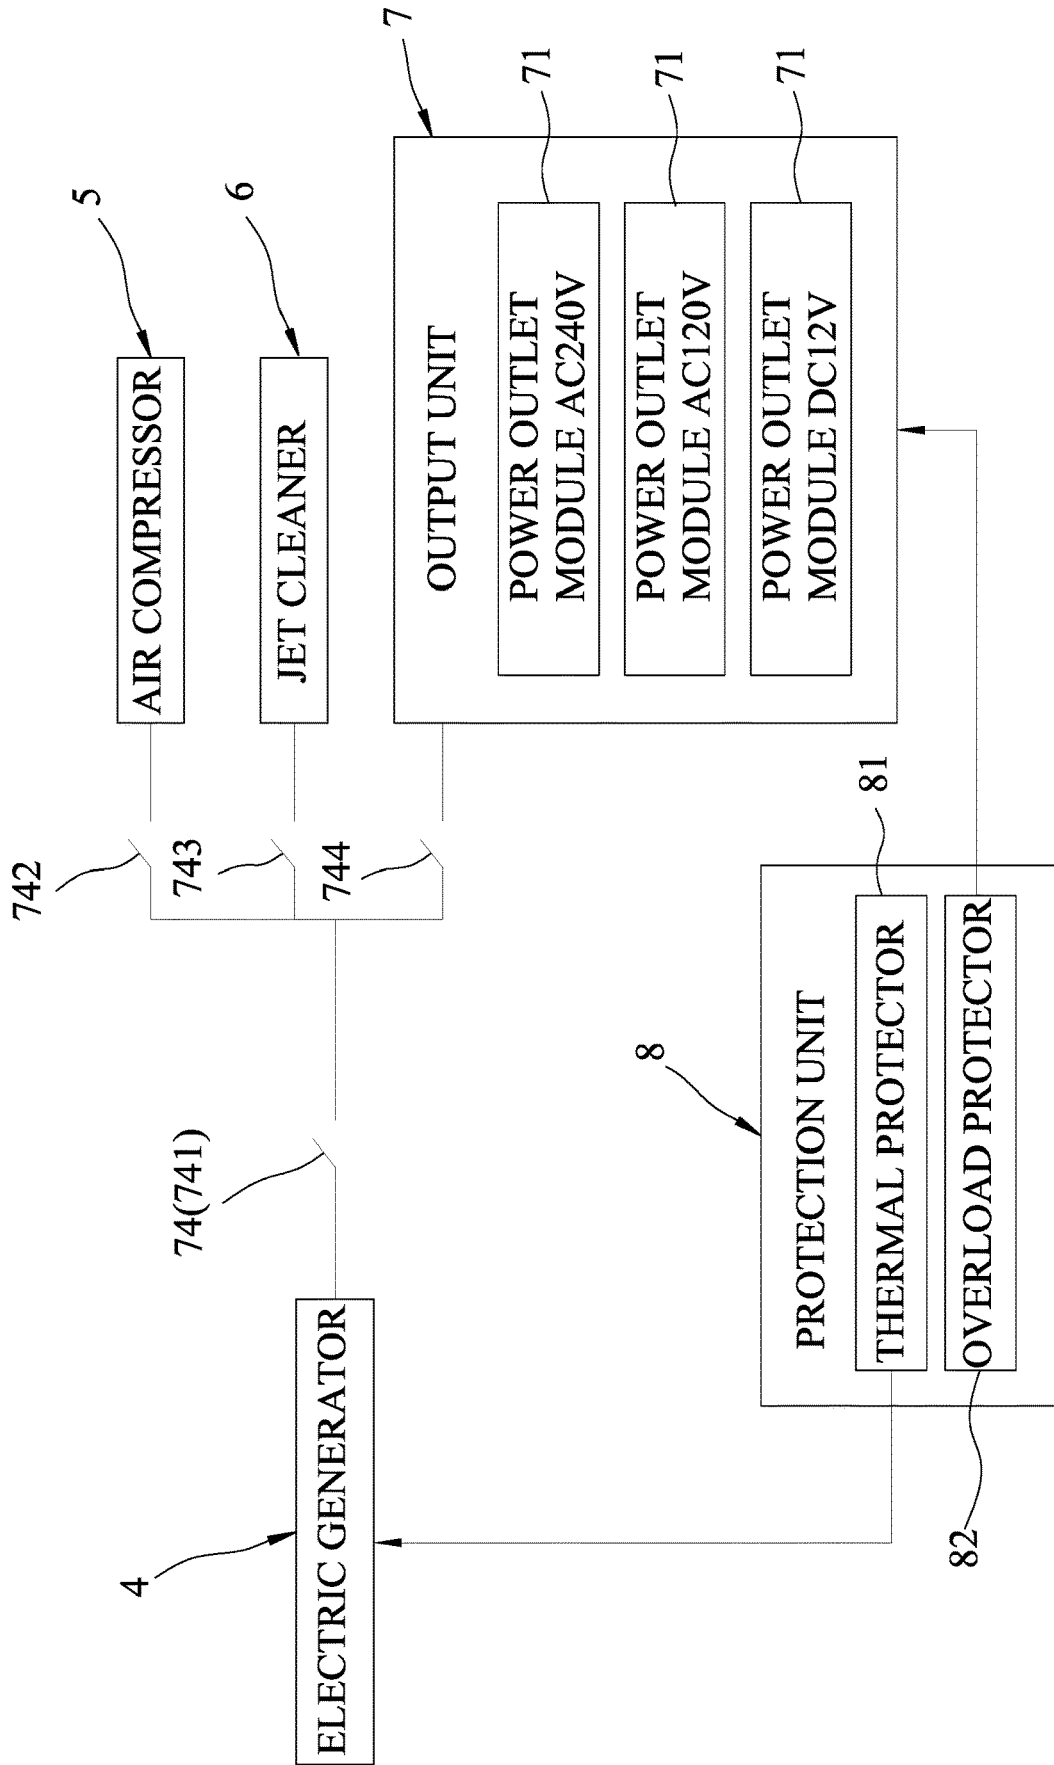 5
AIR COMPRESSOR
742
6
JET CLEANER
743
7
OUTPUT UNIT
POWER OUTLET
MODULE AC240V
71
POWER OUTLET
MODULE AC120V
71
POWER OUTLET
MODULE DC12V
71
744
74(741)
4
ELECTRIC GENERATOR
8
PROTECTION UNIT
THERMAL PROTECTOR
81
OVERLOAD PROTECTOR
82